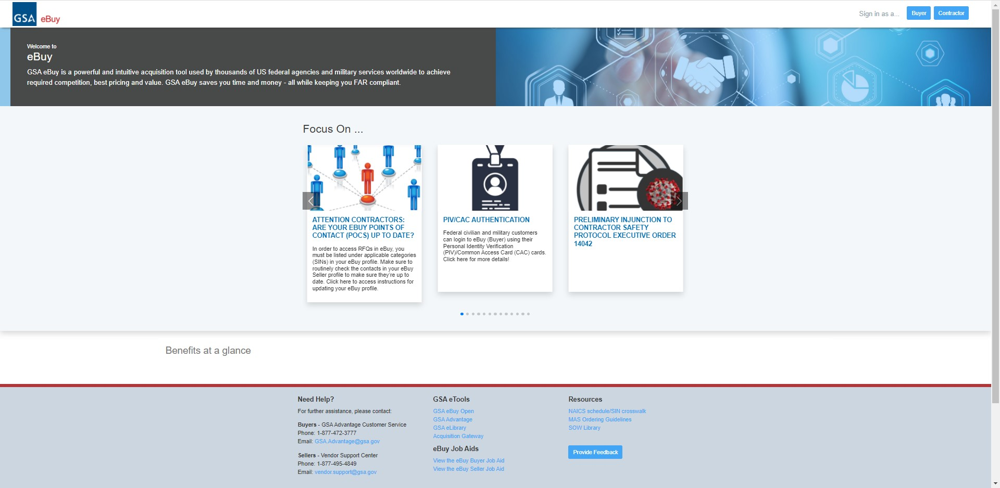 GSA eBuy
Sign in as a... Buyer Contractor
Welcome to
eBuy
GSA eBuy is a powerful and intuitive acquisition tool used by thousands of US federal agencies and military services worldwide to achieve
required competition, best pricing and value. GSA eBuy saves you time and money - all while keeping you FAR compliant.
Focus On ...
ATTENTION CONTRACTORS:
ARE YOUR EBUY POINTS OF
CONTACT (POCS) UP TO DATE?
In order to access RFQs in eBuy, you
must be listed under applicable categories
(SINs) in your eBuy profile. Make sure to
routinely check the contacts in your eBuy
Seller profile to make sure they're up to
date. Click here to access instructions for
updating your eBuy profile.
PIV/CAC AUTHENTICATION
Federal civilian and military customers
can login to eBuy (Buyer) using their
Personal Identity Verification
(PIV)/Common Access Card (CAC) cards.
Click here for more details!
PRELIMINARY INJUNCTION TO
CONTRACTOR SAFETY
PROTOCOL EXECUTIVE ORDER
14042
Benefits at a glance
Need Help?
For further assistance, please contact:
Buyers - GSA Advantage Customer Service
Phone: 1-877-472-3777
Email: GSA.Advantage@gsa.gov
Sellers - Vendor Support Center
Phone: 1-877-495-4849
Email: vendor.support@gsa.gov
GSA eTools
GSA eBuy Open
GSA Advantage
GSA eLibrary
Acquisition Gateway
eBuy Job Aids
View the eBuy Buyer Job Aid
View the eBuy Seller Job Aid
Resources
NAICS schedule/SIN crosswalk
MAS Ordering Guidelines
SOW Library
Provide Feedback